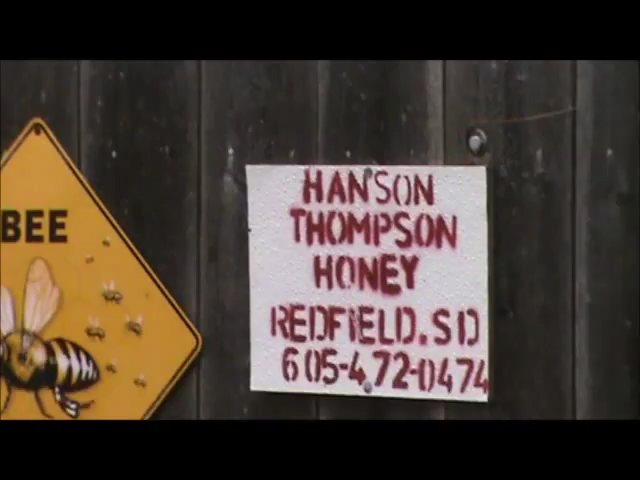 BEE
HANSON
THOMPSON
HONEY
REDFIELD.SD
605-472-0474